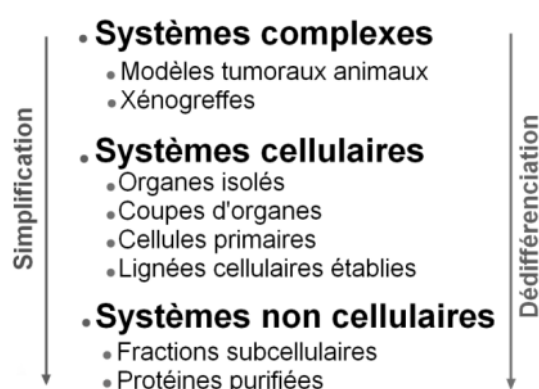 • Systèmes complexes
• Modèles tumoraux animaux
• Xénogreffes
• Systèmes cellulaires
• Organes isolés
• Coupes d'organes
• Cellules primaires
• Lignées cellulaires établies
• Systèmes non cellulaires
• Fractions subcellulaires
• Protéines purifiées
Simplification
Dédifférenciation